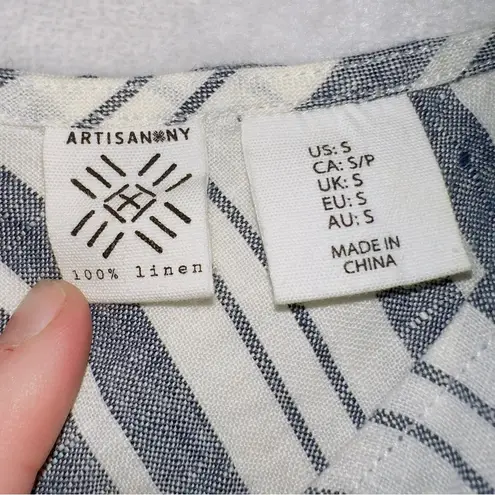 ARTISAN※NY
100% linen
US: S
CA: S/P
UK: S
EU: S
AU: S
MADE IN
CHINA